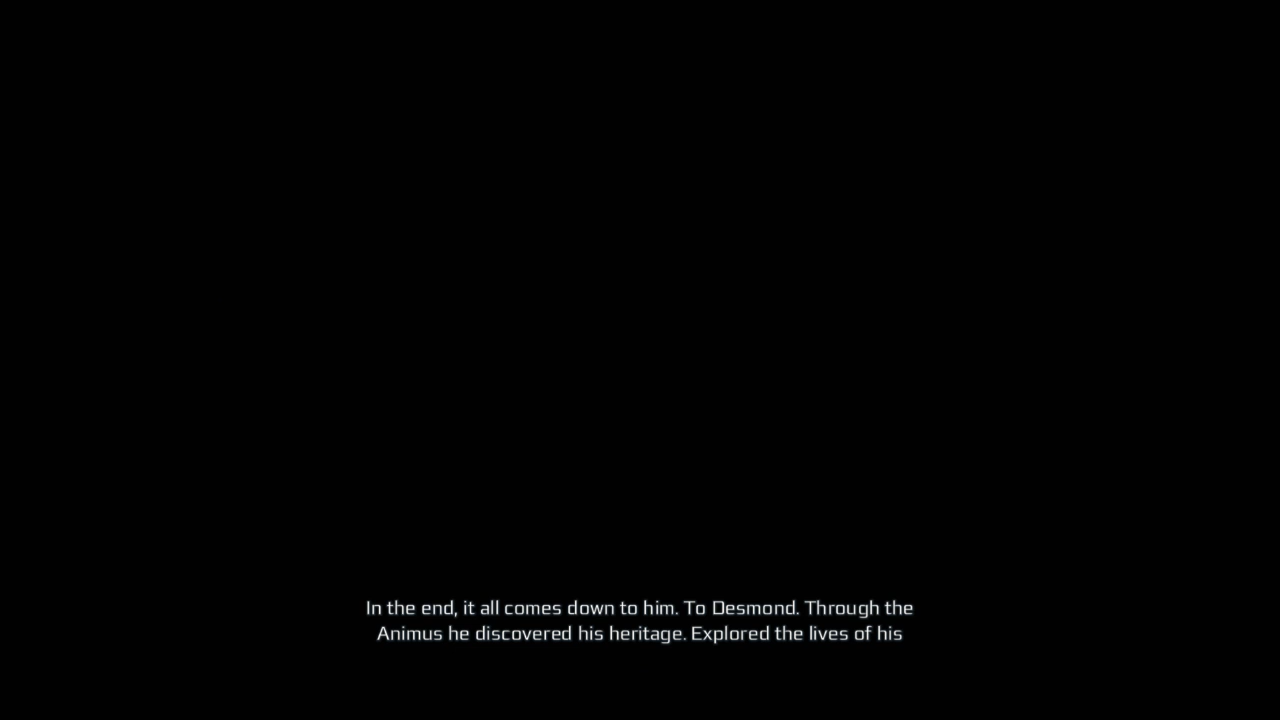 In the end, it all comes down to him. To Desmond. Through the
Animus he discovered his heritage. Explored the lives of his